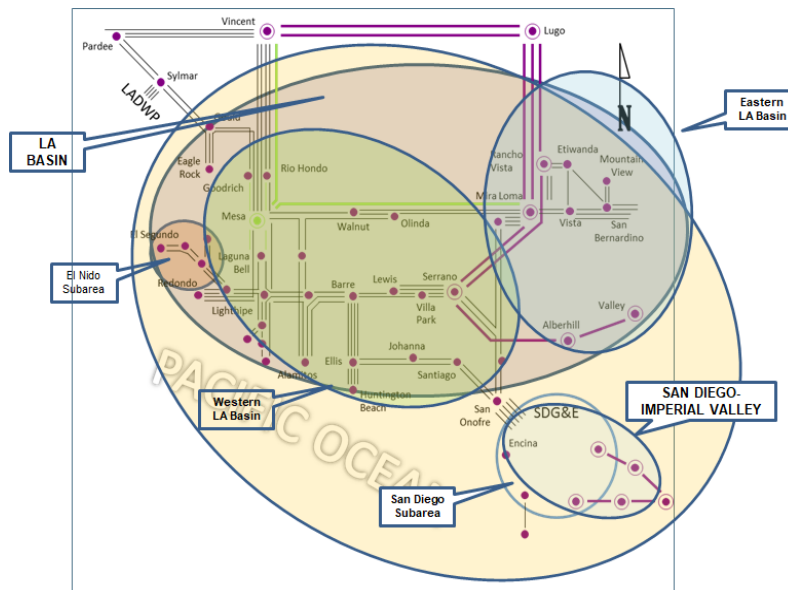 Vincent
Lugo
Pardee
Sylmar
LADWP
N
Eastern
LA Basin
LA
BASIN
Gould
Eagle
Rock
Goodrich
Rio Hondo
Rancho
Vista
Etiwanda
Mountain
View
Mira Loma
Mesa
Walnut
Olinda
Vista
San
Bernardino
El Segundo
El Nido
Subarea
Laguna
Bell
Redondo
Lighthipe
Barre
Lewis
Serrano
Villa
Park
Valley
Alberhill
Johanna
Alamitos
Ellis
Santiago
Huntington
Beach
Western
LA Basin
PACIFIC OCEAN
San
Onofre
SDG&E
SAN DIEGO-
IMPERIAL VALLEY
Encina
San Diego
Subarea